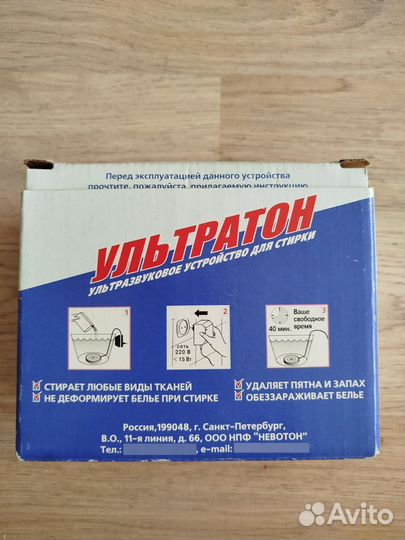 Перед эксплуатацией данного устройства
прочтите, пожалуйста, прилагаемую инструкцию
УЛЬТРАТОН
УЛЬТРАЗВУКОВОЕ УСТРОЙСТВО ДЛЯ СТИРКИ
1
2
сеть
220 В
< 15 Вт
3
Ваше
свободное
время
40 мин.
СТИРАЕТ ЛЮБЫЕ ВИДЫ ТКАНЕЙ
НЕ ДЕФОРМИРУЕТ БЕЛЬЕ ПРИ СТИРКЕ
УДАЛЯЕТ ПЯТНА И ЗАПАХ
ОБЕЗЗАРАЖИВАЕТ БЕЛЬЕ
Россия,199048, г. Санкт-Петербург,
В.О., 11-я линия, д. 66, ООО НПФ "НЕВОТОН"
Тел.: , e-mail:
Avito